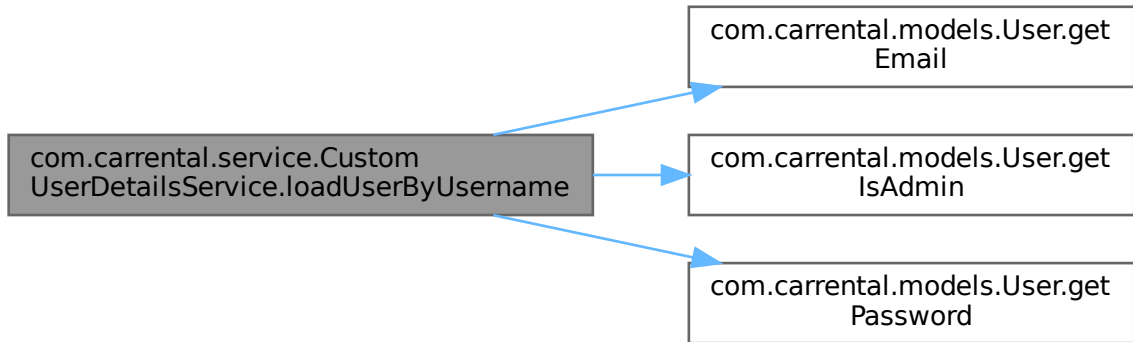 com.carrental.models.User.get
Email
com.carrental.service.Custom
UserDetailsService.loadUserByUsername
com.carrental.models.User.get
IsAdmin
com.carrental.models.User.get
Password